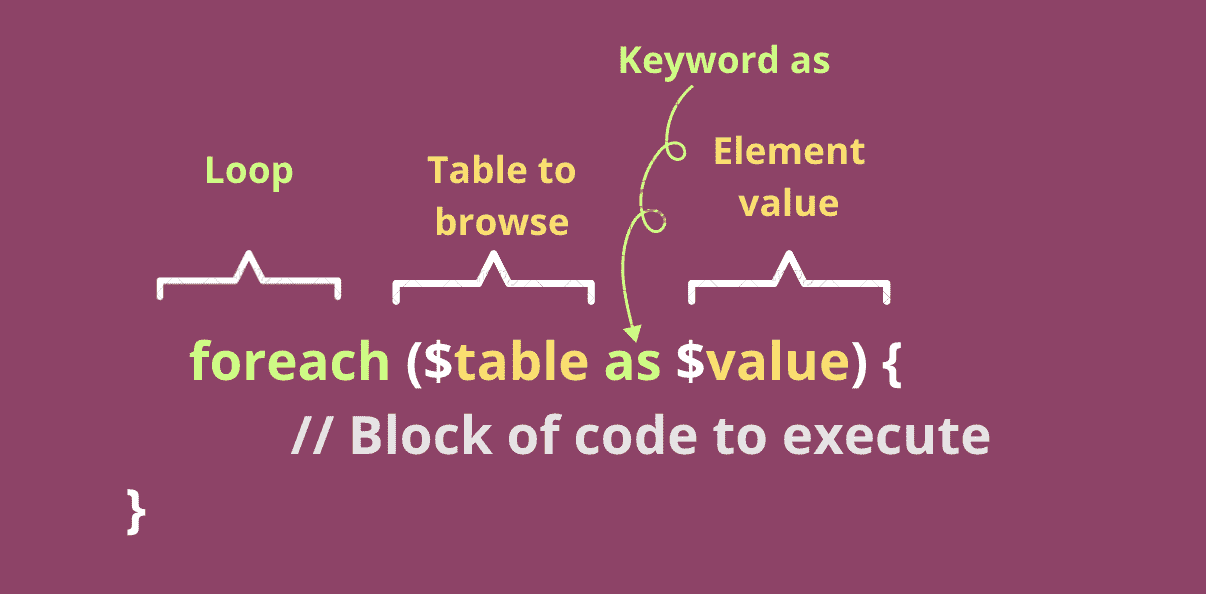 Keyword as
Loop
Table to
browse
Element
value
foreach ($table as $value) {
// Block of code to execute
}